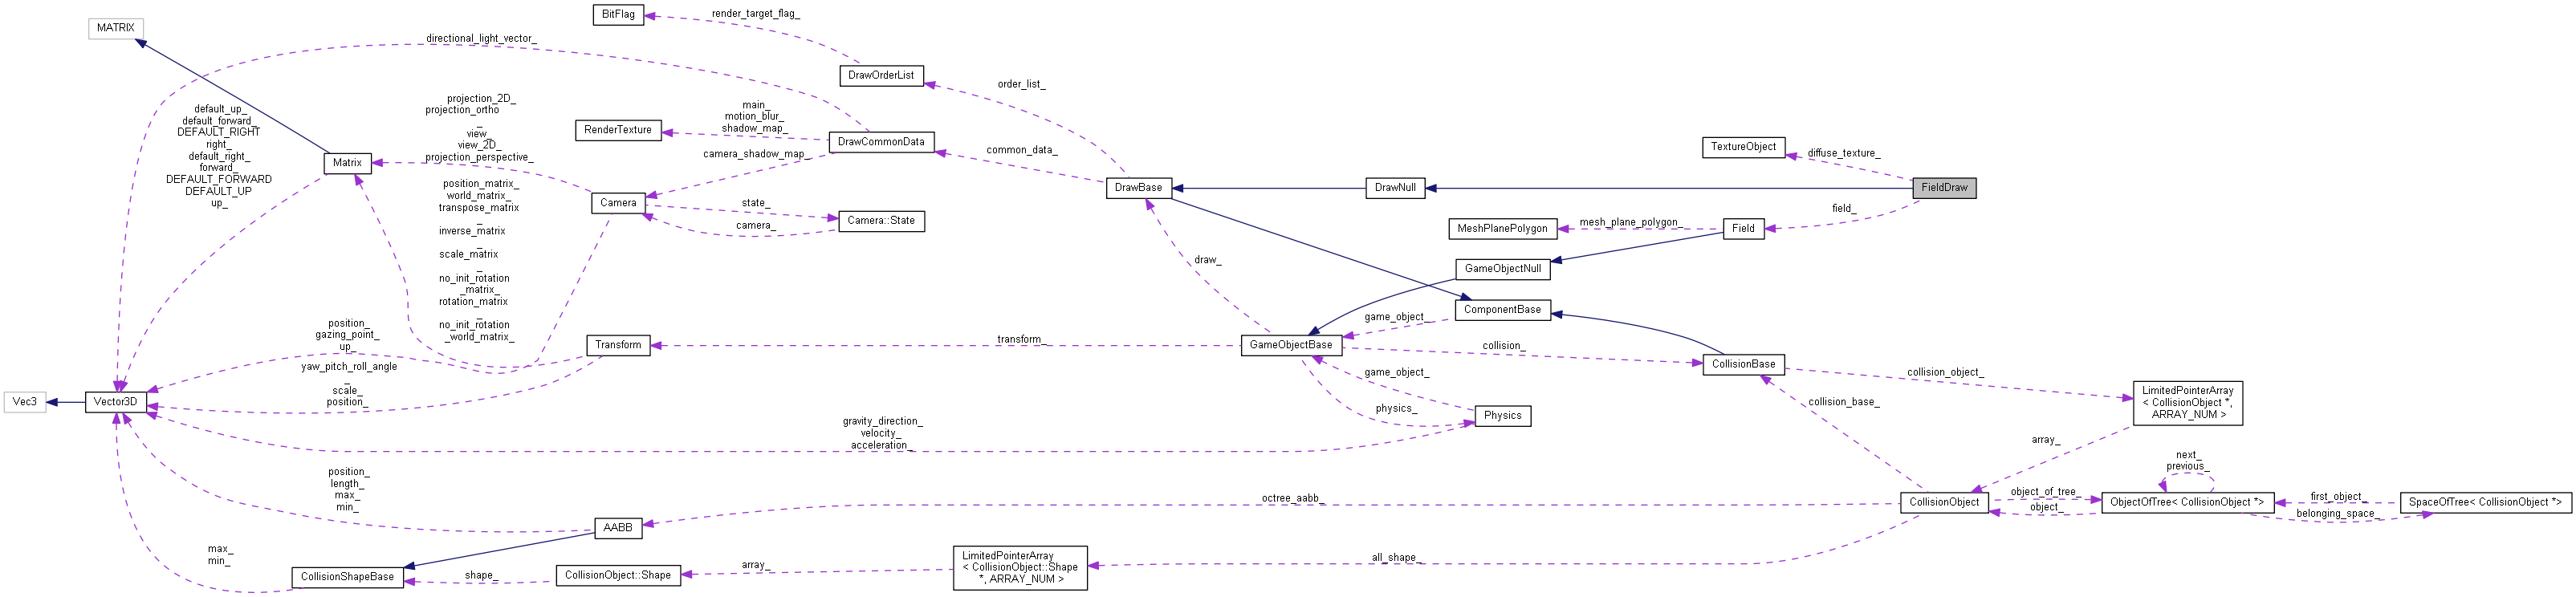 BitFlag
render_target_flag_
MATRIX
directional_light_vector_
DrawOrderList
order_list_
default_up_
default_forward_
DEFAULT_RIGHT
right_
default_right_
forward_
DEFAULT_FORWARD
DEFAULT_UP
up_
projection_2D_
projection_ortho
_
view_
view_2D_
projection_perspective_
main_
motion_blur_
shadow_map_
RenderTexture
DrawCommonData
common_data_
camera_shadow_map_
TextureObject
diffuse_texture_
Matrix
DrawBase
DrawNull
FieldDraw
position_matrix_
world_matrix_
transpose_matrix
_
inverse_matrix
_
scale_matrix
_
no_init_rotation
_matrix_
rotation_matrix
_
no_init_rotation
_world_matrix_
Camera
state_
camera_
Camera::State
field_
MeshPlanePolygon
mesh_plane_polygon_
Field
draw_
GameObjectNull
ComponentBase
game_object_
position_
gazing_point_
up_
Transform
transform_
GameObjectBase
collision_
CollisionBase
collision_object_
yaw_pitch_roll_angle
_
scale_
position_
game_object_
physics_
Physics
Vec3
Vector3D
gravity_direction_
velocity_
acceleration_
collision_base_
LimitedPointerArray
< CollisionObject *,
ARRAY_NUM >
array_
position_
length_
max_
min_
next_
previous_
octree_aabb_
CollisionObject
object_of_tree_
object_
ObjectOfTree< CollisionObject *>
first_object_
belonging_space_
SpaceOfTree< CollisionObject *>
AABB
max_
min_
CollisionShapeBase
shape_
CollisionObject::Shape
array_
LimitedPointerArray
< CollisionObject::Shape
*, ARRAY_NUM >
all_shape_